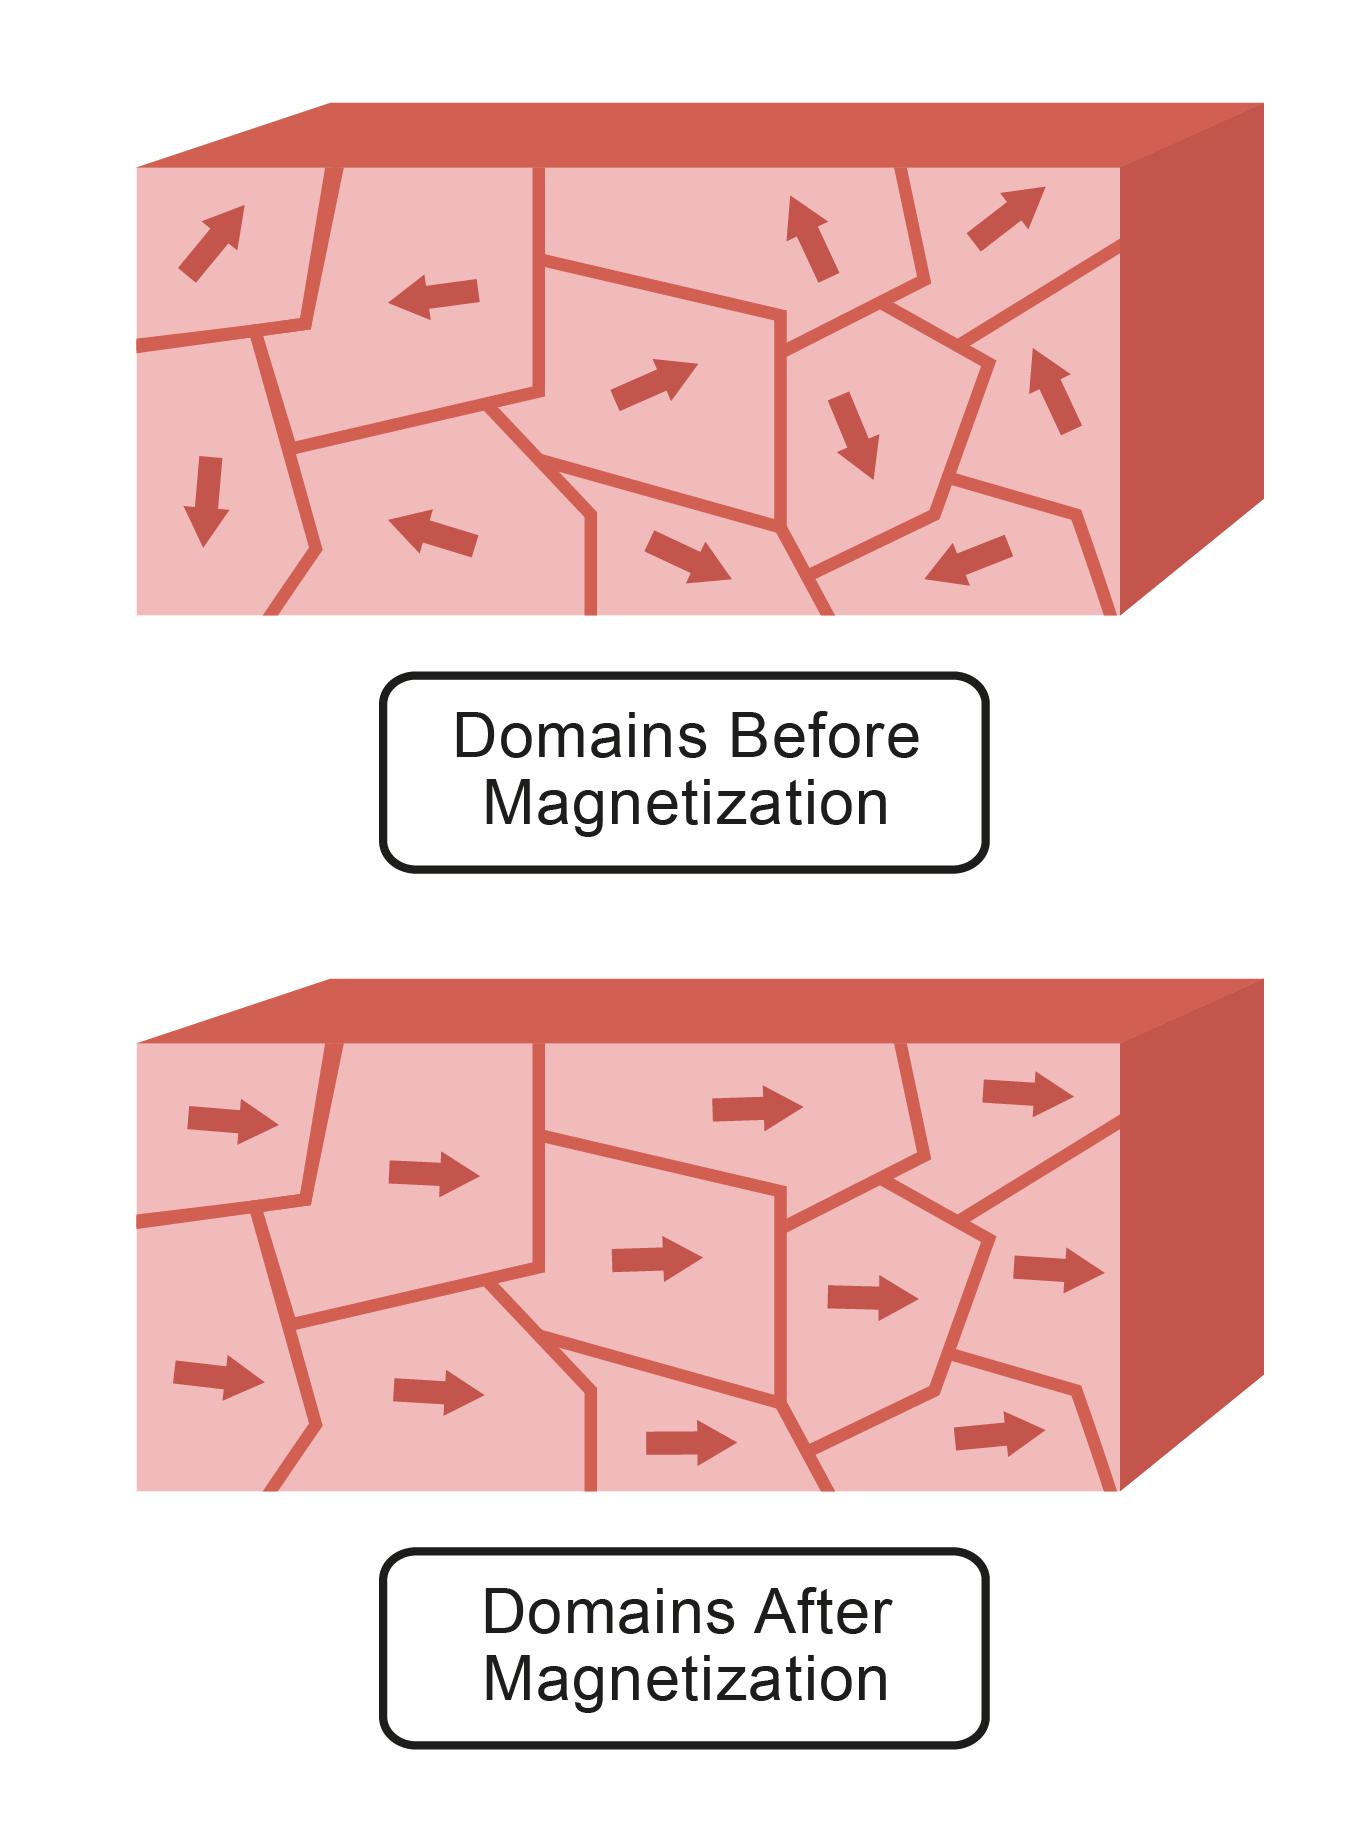 Domains Before
Magnetization
Domains After
Magnetization